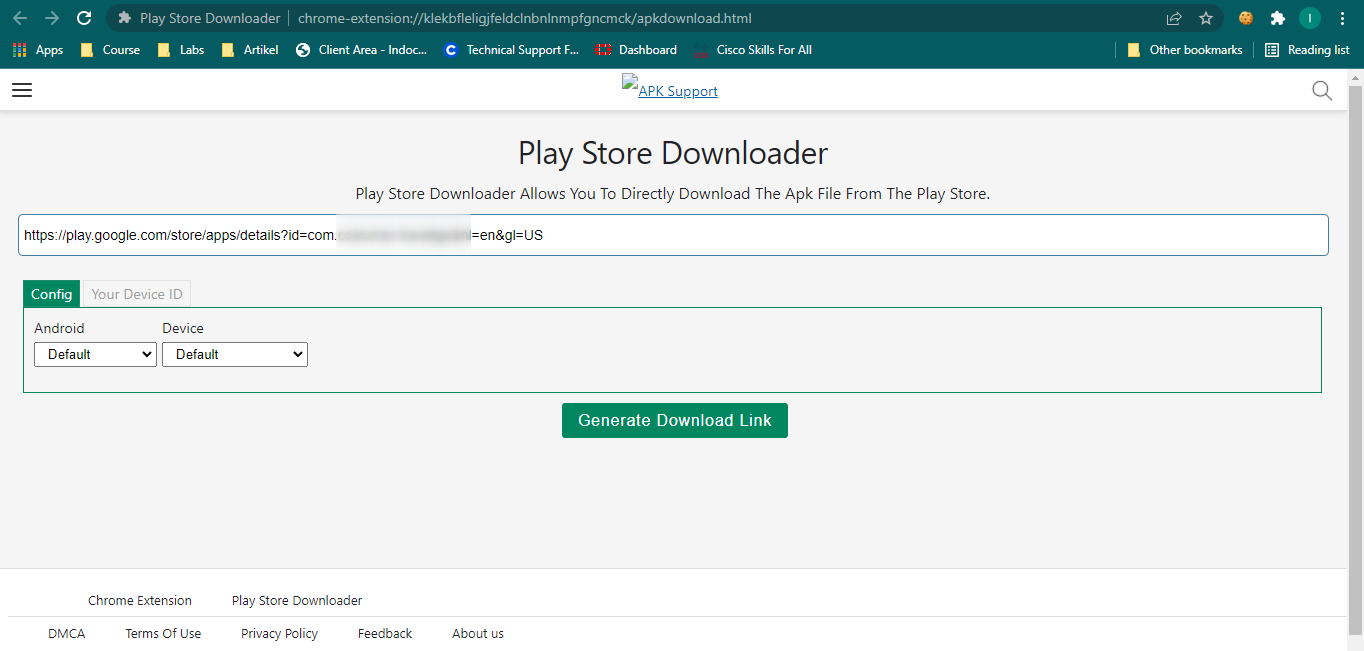 Play Store Downloader | chrome-extension://klekbfleligjfeldclnbnlnmpfgncmck/apkdownload.html
Apps Course Labs Artikel Client Area - Indoc... Technical Support F... Dashboard Cisco Skills For All Other bookmarks Reading list
APK Support
Play Store Downloader
Play Store Downloader Allows You To Directly Download The Apk File From The Play Store.
https://play.google.com/store/apps/details?id=com. =en&gl=US
Config Your Device ID
Android Device
Default Default
Generate Download Link
Chrome Extension Play Store Downloader
DMCA Terms Of Use Privacy Policy Feedback About us